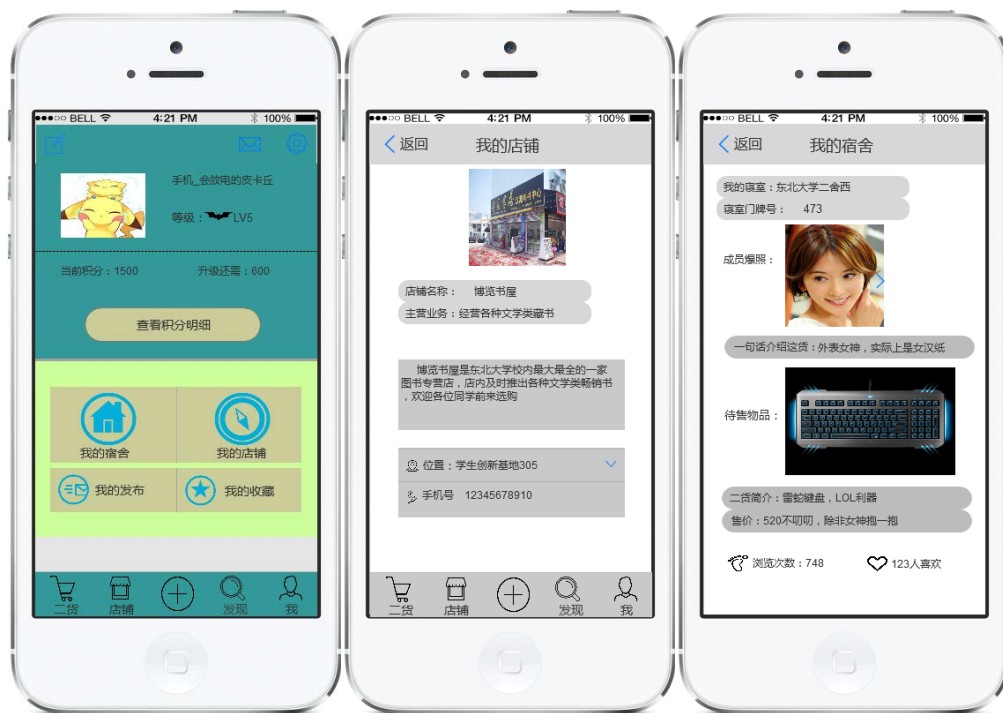 ●●●○○ BELL 4:21 PM 100%
手机_会放电的皮卡丘
等级：LV5
当前积分：1500 升级还需：600
查看积分明细
我的宿舍 我的店铺
我的发布 我的收藏
二货 店铺 发现 我
●●●○○ BELL 4:21 PM 100%
返回 我的店铺
店铺名称： 博览书屋
主营业务：经营各种文学类藏书
博览书屋是东北大学校内最大最全的一家
图书专营店，店内及时推出各种文学类畅销书
，欢迎各位同学前来选购
位置：学生创新基地305
手机号 12345678910
二货 店铺 发现 我
●●●○○ BELL 4:21 PM 100%
返回 我的宿舍
我的寝室：东北大学二舍西
寝室门牌号： 473
成员爆照：
一句话介绍这货：外表女神，实际上是女汉纸
待售物品：
二货简介：雷蛇键盘，LOL利器
售价：520不叨叨，除非女神抱一抱
浏览次数：748 123人喜欢